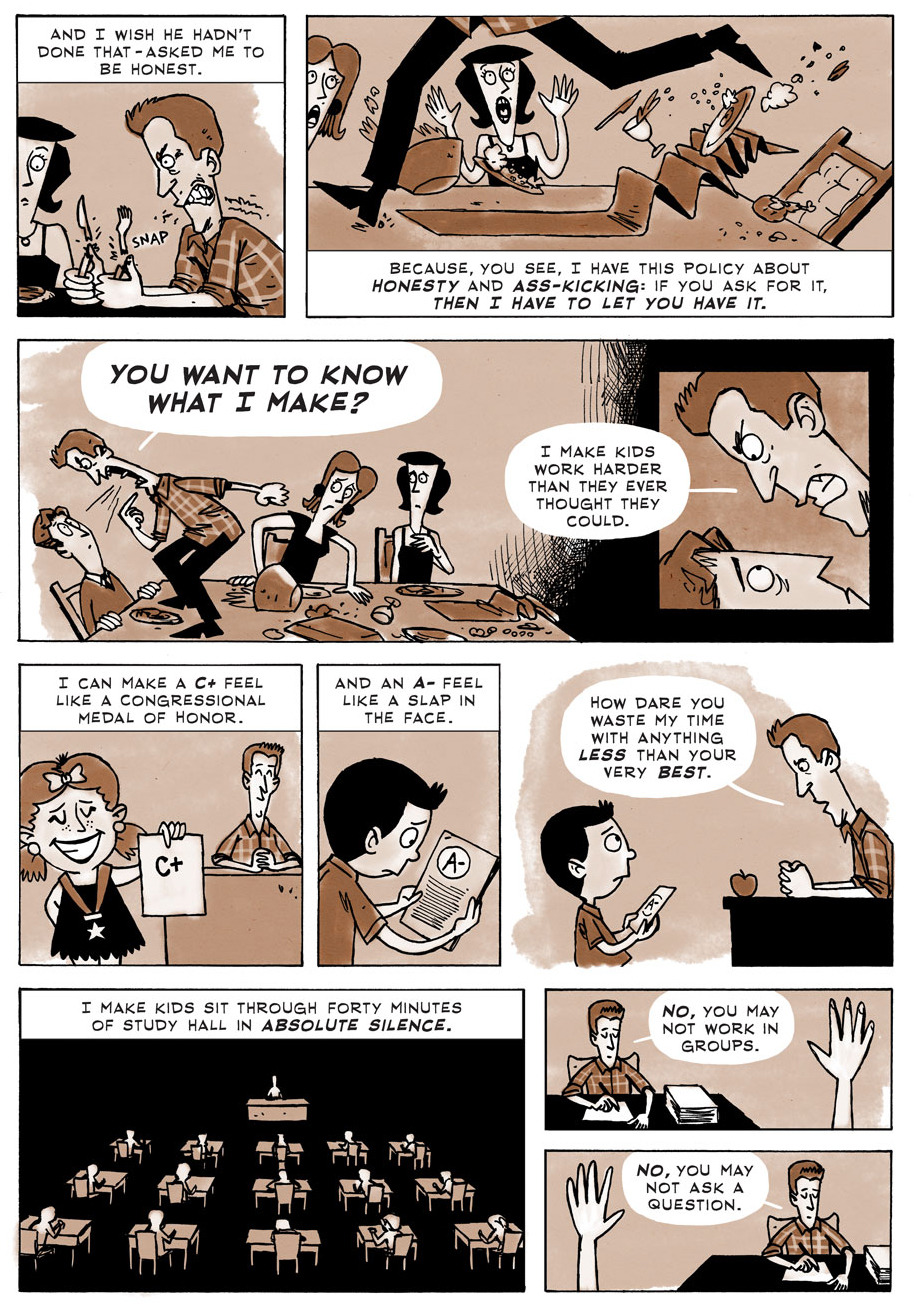 AND I WISH HE HADN'T
DONE THAT-ASKED ME TO
BE HONEST.
SNAP
BECAUSE, YOU SEE, I HAVE THIS POLICY ABOUT
HONESTY AND ASS-KICKING: IF YOU ASK FOR IT,
THEN I HAVE TO LET YOU HAVE IT.
YOU WANT TO KNOW
WHAT I MAKE?
I MAKE KIDS
WORK HARDER
THAN THEY EVER
THOUGHT THEY
COULD.
I CAN MAKE A C+ FEEL
LIKE A CONGRESSIONAL
MEDAL OF HONOR.
C+
AND AN A- FEEL
LIKE A SLAP IN
THE FACE.
A-
HOW DARE YOU
WASTE MY TIME
WITH ANYTHING
LESS THAN YOUR
VERY BEST.
I MAKE KIDS SIT THROUGH FORTY MINUTES
OF STUDY HALL IN ABSOLUTE SILENCE.
NO, YOU MAY
NOT WORK IN
GROUPS.
NO, YOU MAY
NOT ASK A
QUESTION.